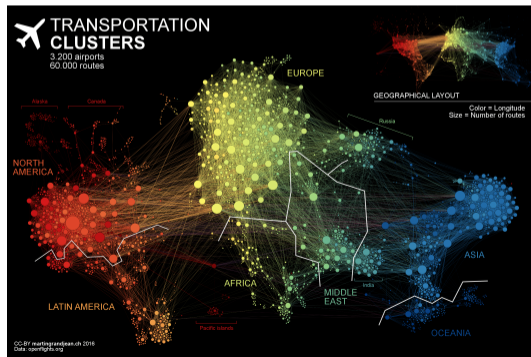 TRANSPORTATION
CLUSTERS
3.200 airports
60.000 routes
EUROPE
GEOGRAPHICAL LAYOUT
Color = Longitude
Size = Number of routes
Alaska
Canada
Russia
NORTH
AMERICA
ASIA
AFRICA
MIDDLE
EAST
India
LATIN AMERICA
Pacific islands
OCEANIA
CC-BY martingrandjean.ch 2016
Data: openflights.org